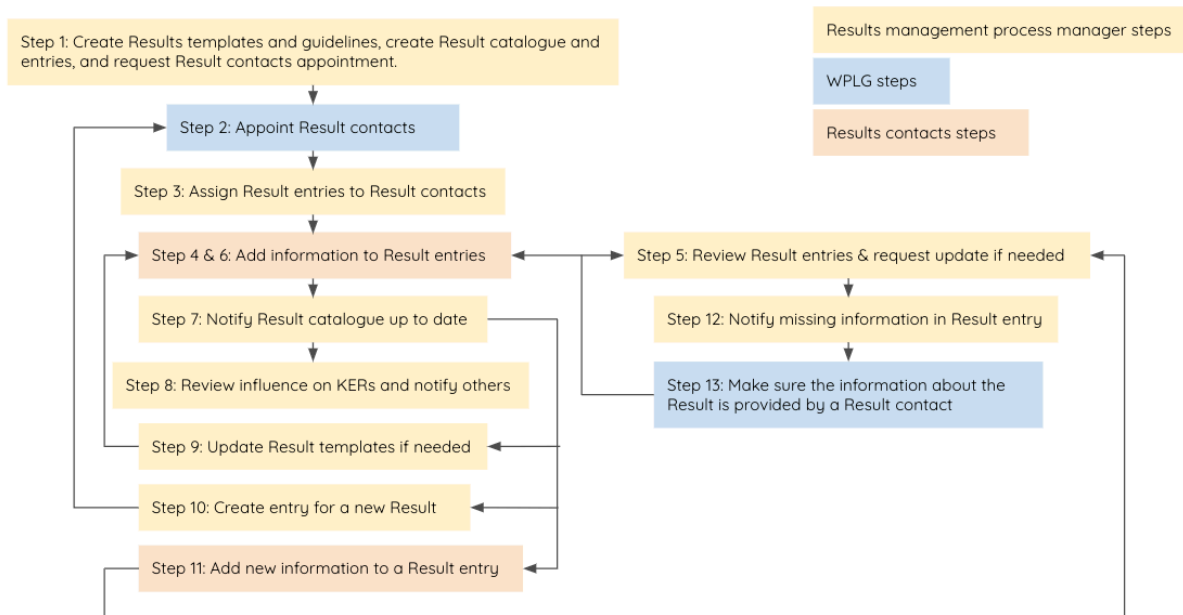 Step 1: Create Results templates and guidelines, create Result catalogue and
entries, and request Result contacts appointment.
Results management process manager steps
WPLG steps
Results contacts steps
Step 2: Appoint Result contacts
Step 3: Assign Result entries to Result contacts
Step 4 & 6: Add information to Result entries
Step 5: Review Result entries & request update if needed
Step 7: Notify Result catalogue up to date
Step 12: Notify missing information in Result entry
Step 8: Review influence on KERs and notify others
Step 13: Make sure the information about the
Result is provided by a Result contact
Step 9: Update Result templates if needed
Step 10: Create entry for a new Result
Step 11: Add new information to a Result entry